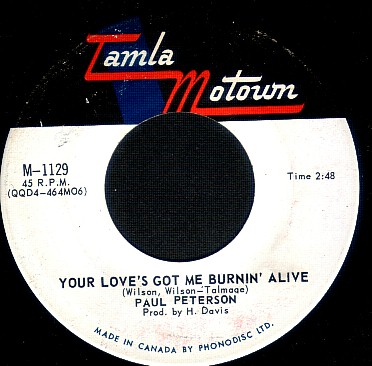 Tamla
Motown
M-1129
45 R.P.M.
(QQD4-464MO6)
Time 2:48
YOUR LOVE'S GOT ME BURNIN' ALIVE
(Wilson, Wilson-Talmage)
PAUL PETERSON
Prod. by H. Davis
MADE IN CANADA BY PHONODISC LTD.